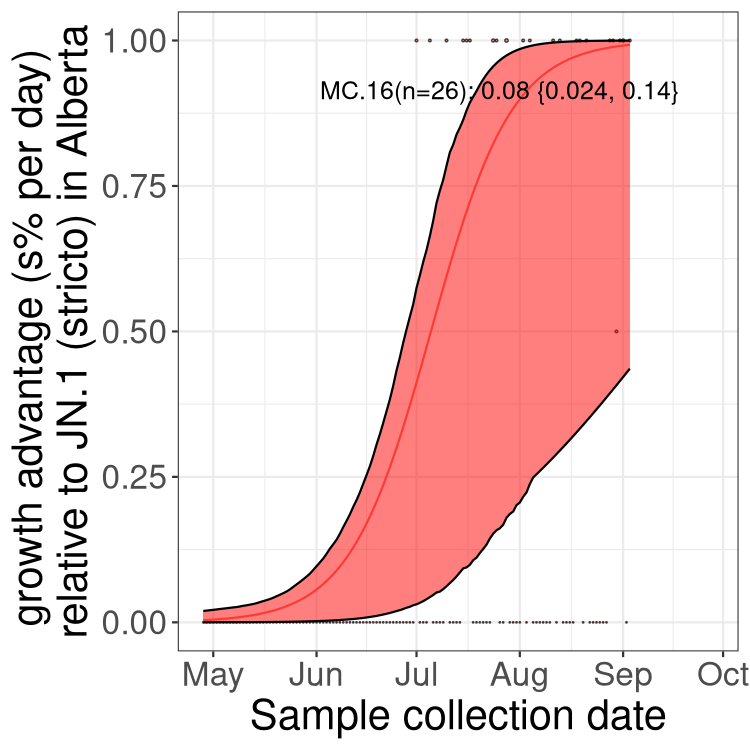 growth advantage (s% per day)
relative to JN.1 (stricto) in Alberta
1.00
0.75
0.50
0.25
0.00
MC.16(n=26): 0.08 {0.024, 0.14}
May Jun Jul Aug Sep Oct
Sample collection date